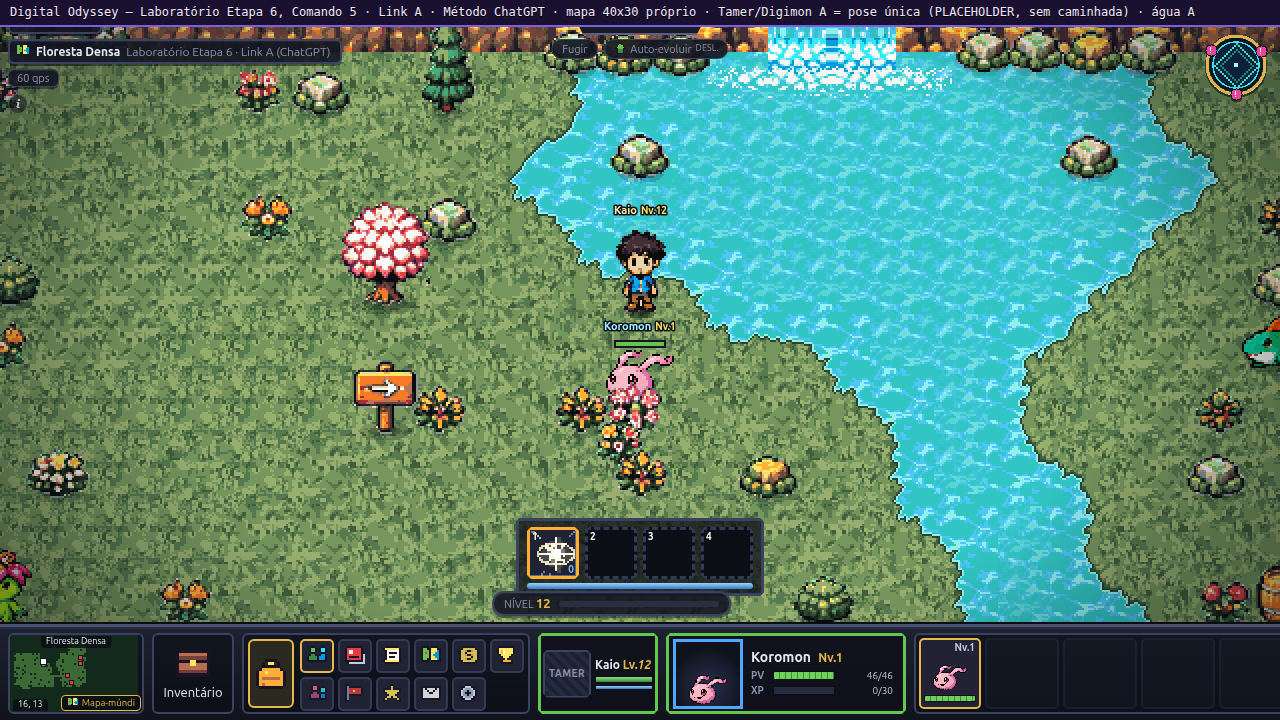 Digital Odyssey — Laboratório Etapa 6, Comando 5 · Link A · Método ChatGPT · mapa 40x30 próprio · Tamer/Digimon A = pose única (PLACEHOLDER, sem caminhada) · água A
Floresta Densa Laboratório Etapa 6 · Link A (ChatGPT)
Fugir
Auto-evoluir DESL.
60 qps
i
Kaio Nv.12
Koromon Nv.1
1 2 3 4
0
NÍVEL 12
Floresta Densa
16, 13
Mapa-múndi
Inventário
TAMER
Kaio Lv.12
Koromon Nv.1
PV 46/46
XP 0/30
Nv.1